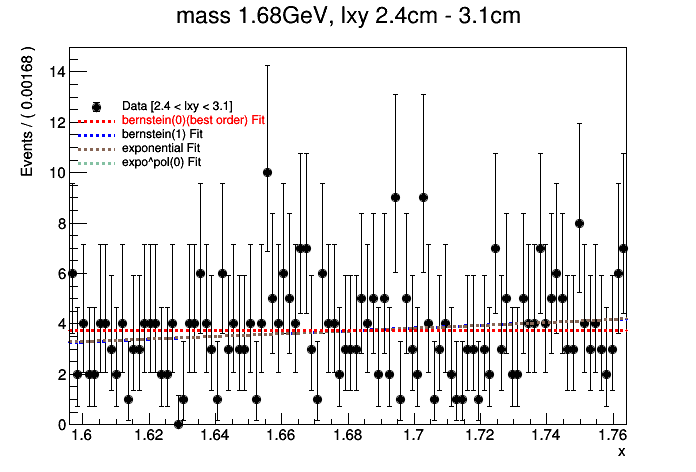 mass 1.68GeV, lxy 2.4cm - 3.1cm
Events / ( 0.00168 )
14
12
10
8
6
4
2
0
Data [2.4 < lxy < 3.1]
bernstein(0)(best order) Fit
bernstein(1) Fit
exponential Fit
expo^pol(0) Fit
1.6 1.62 1.64 1.66 1.68 1.7 1.72 1.74 1.76
x